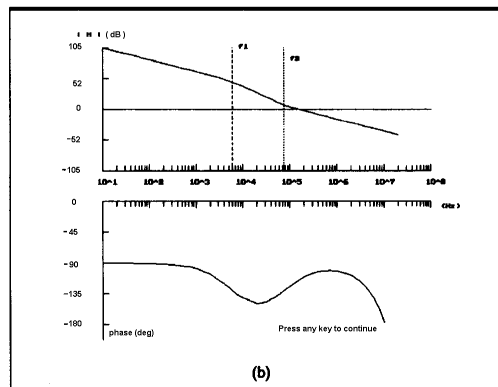 | M | (dB)
f1
f2
105
52
0
-52
-105
10^1 10^2 10^3 10^4 10^5 10^6 10^7 10^8
(Hz)
0
-45
-90
-135
-180
phase (deg)
Press any key to continue
(b)